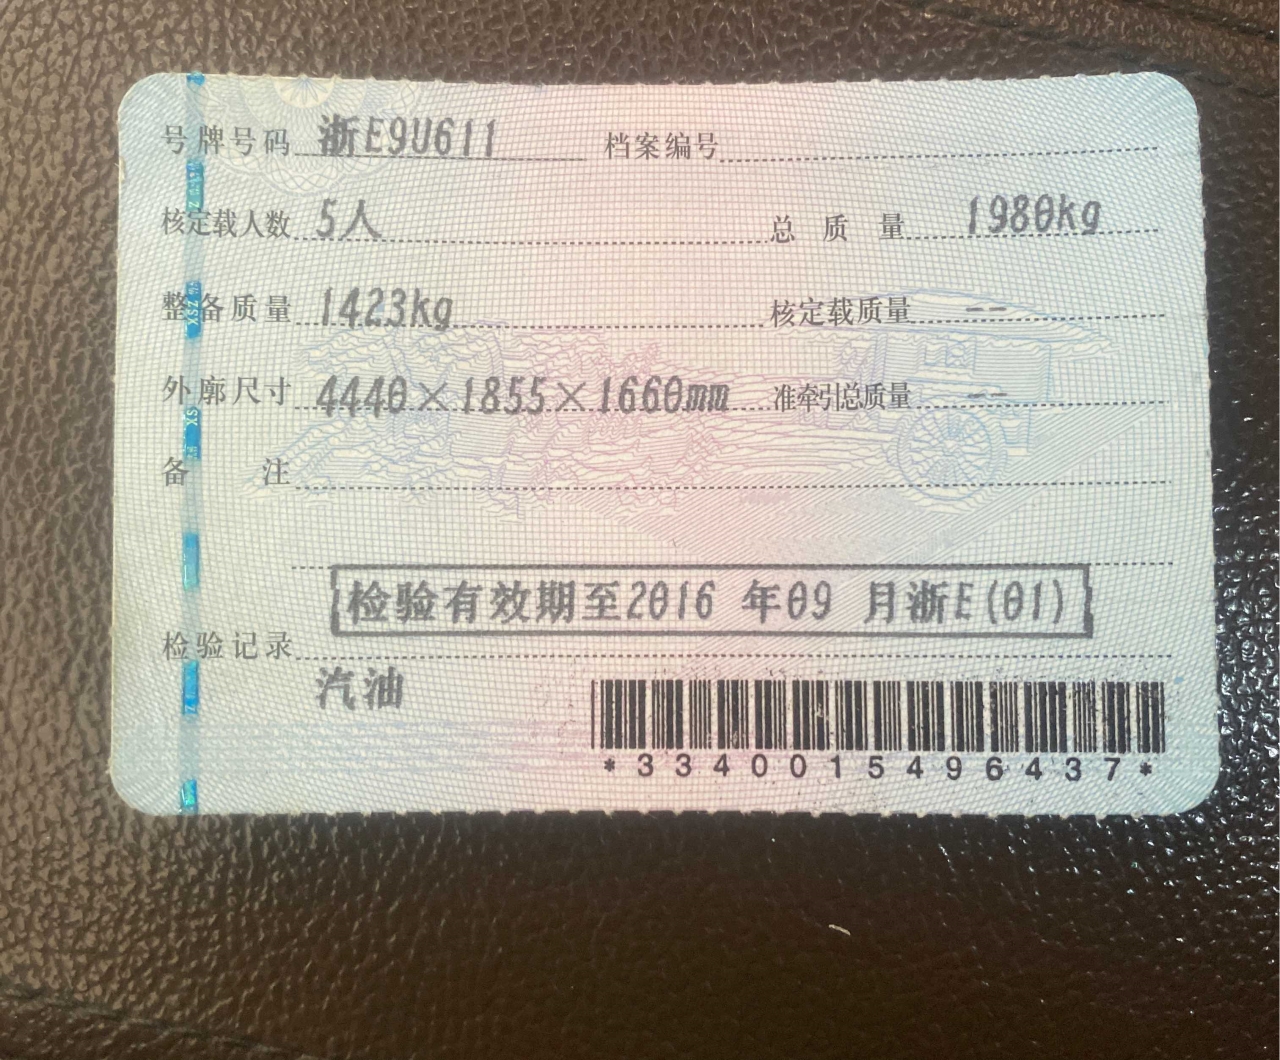 号牌号码 浙E9U611 档案编号
核定载人数 5人 总质量 1980kg
整备质量 1423kg 核定载质量 --
外廓尺寸 4440×1855×1660mm 准牵引总质量 --
备注
检验有效期至2016 年09 月浙E(01)
检验记录
汽油
*334001549643​7*